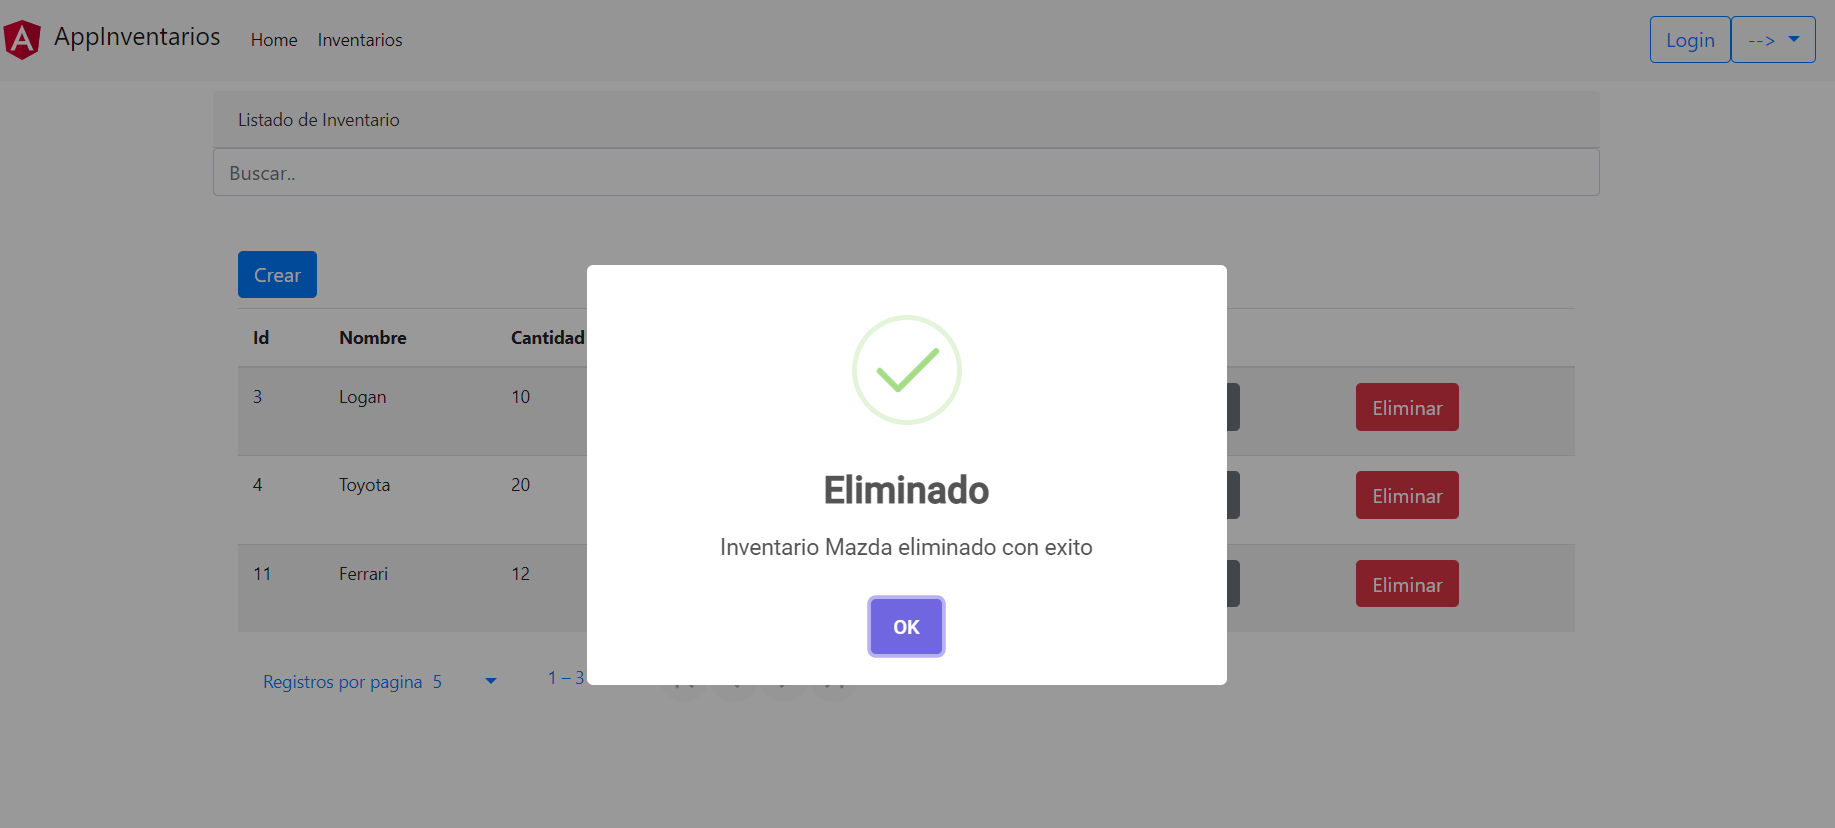 AppInventarios Home Inventarios Login -->
Listado de Inventario
Buscar..
Crear
Id Nombre Cantidad
3 Logan 10 Eliminar
4 Toyota 20 Eliminar
11 Ferrari 12 Eliminar
Registros por pagina 5 1 – 3
Eliminado
Inventario Mazda eliminado con exito
OK